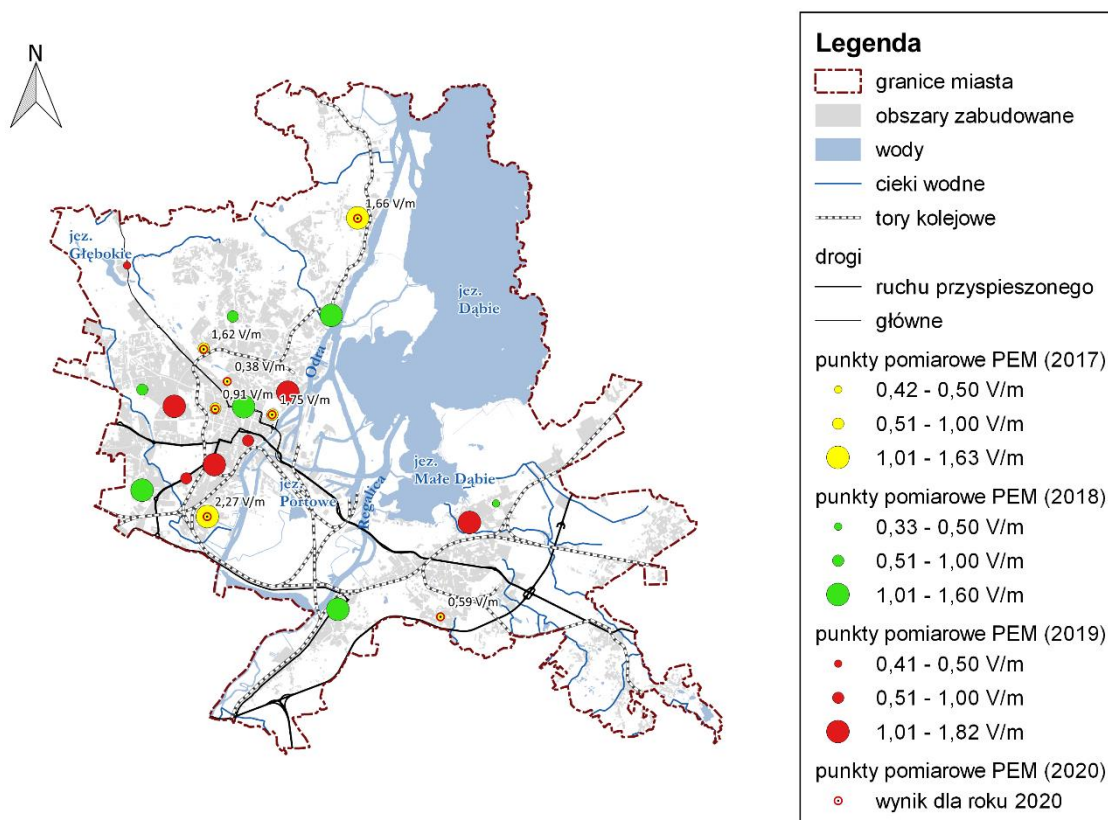 N
1,66 V/m
jez.
Głębokie
jez.
Dąbie
1,62 V/m
Odra
0,38 V/m
0,91 V/m
1,75 V/m
jez.
Małe Dąbie
jez.
Portowe
Regalica
2,27 V/m
0,59 V/m
Legenda
granice miasta
obszary zabudowane
wody
cieki wodne
tory kolejowe
drogi
ruchu przyspieszonego
główne
punkty pomiarowe PEM (2017)
0,42 - 0,50 V/m
0,51 - 1,00 V/m
1,01 - 1,63 V/m
punkty pomiarowe PEM (2018)
0,33 - 0,50 V/m
0,51 - 1,00 V/m
1,01 - 1,60 V/m
punkty pomiarowe PEM (2019)
0,41 - 0,50 V/m
0,51 - 1,00 V/m
1,01 - 1,82 V/m
punkty pomiarowe PEM (2020)
wynik dla roku 2020